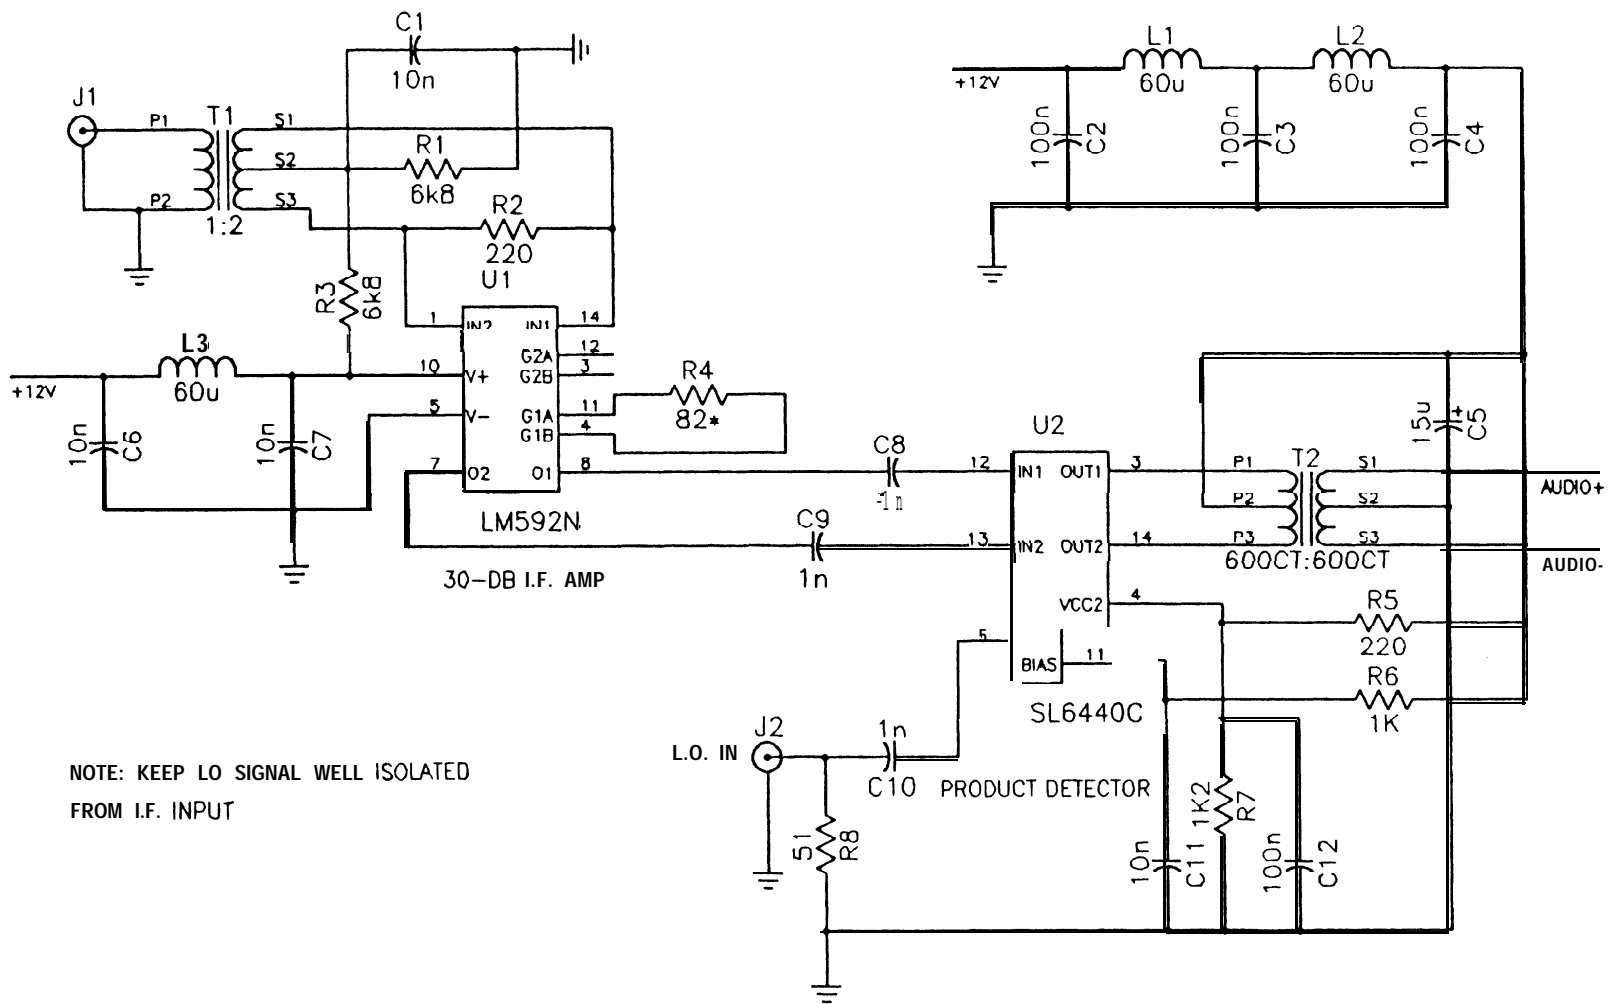 C1
10n
J1
P1
T1
S1
S2
R1
6k8
P2
S3
1:2
R2
220
R3
6k8
U1
1
IN2
IN1
14
G2A
12
G2B
3
L3
60u
+12V
10
V+
5
V-
G1A
11
G1B
4
R4
82*
10n
C6
10n
C7
7
O2
O1
8
LM592N
30-DB I.F. AMP
C8
1n
C9
1n
+12V
L1
60u
L2
60u
100n
C2
100n
C3
100n
C4
15u
+
C5
U2
12
IN1
OUT1
3
13
IN2
OUT2
14
P1
T2
S1
P2
S2
P3
S3
600CT:600CT
AUDIO+
AUDIO-
VCC2
4
5
BIAS
11
SL6440C
R5
220
R6
1K
J2
L.O. IN
1n
C10
PRODUCT DETECTOR
51
R8
10n
C11
1K2
R7
100n
C12
NOTE: KEEP LO SIGNAL WELL ISOLATED
FROM I.F. INPUT